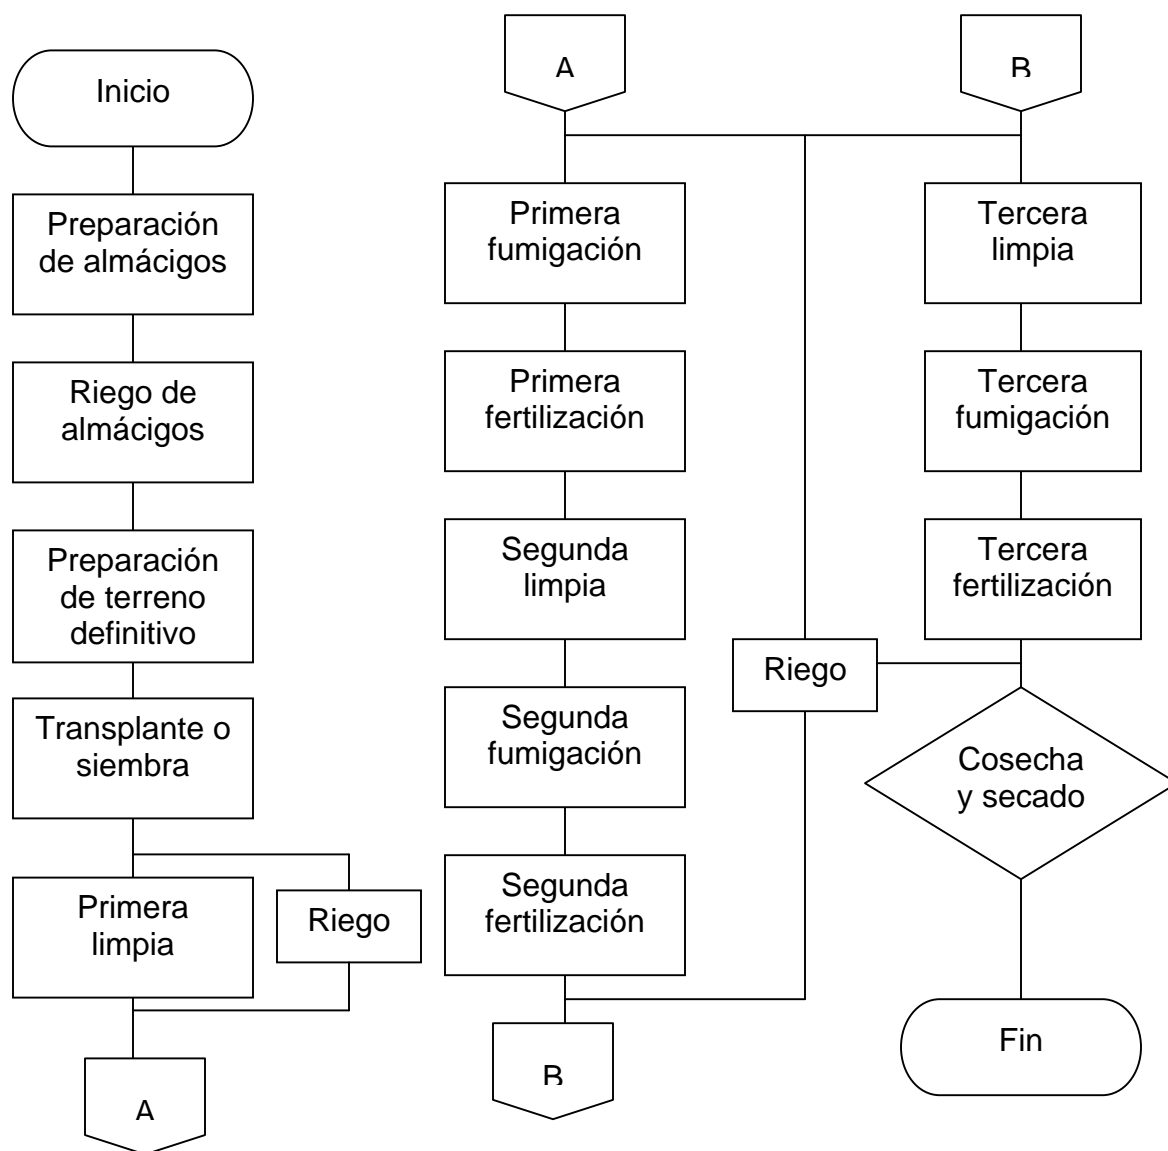 Inicio
Preparación
de almácigos
Riego de
almácigos
Preparación
de terreno
definitivo
Transplante o
siembra
Primera
limpia
Riego
A
A
Primera
fumigación
Primera
fertilización
Segunda
limpia
Segunda
fumigación
Segunda
fertilización
B
Riego
B
Tercera
limpia
Tercera
fumigación
Tercera
fertilización
Cosecha
y secado
Fin